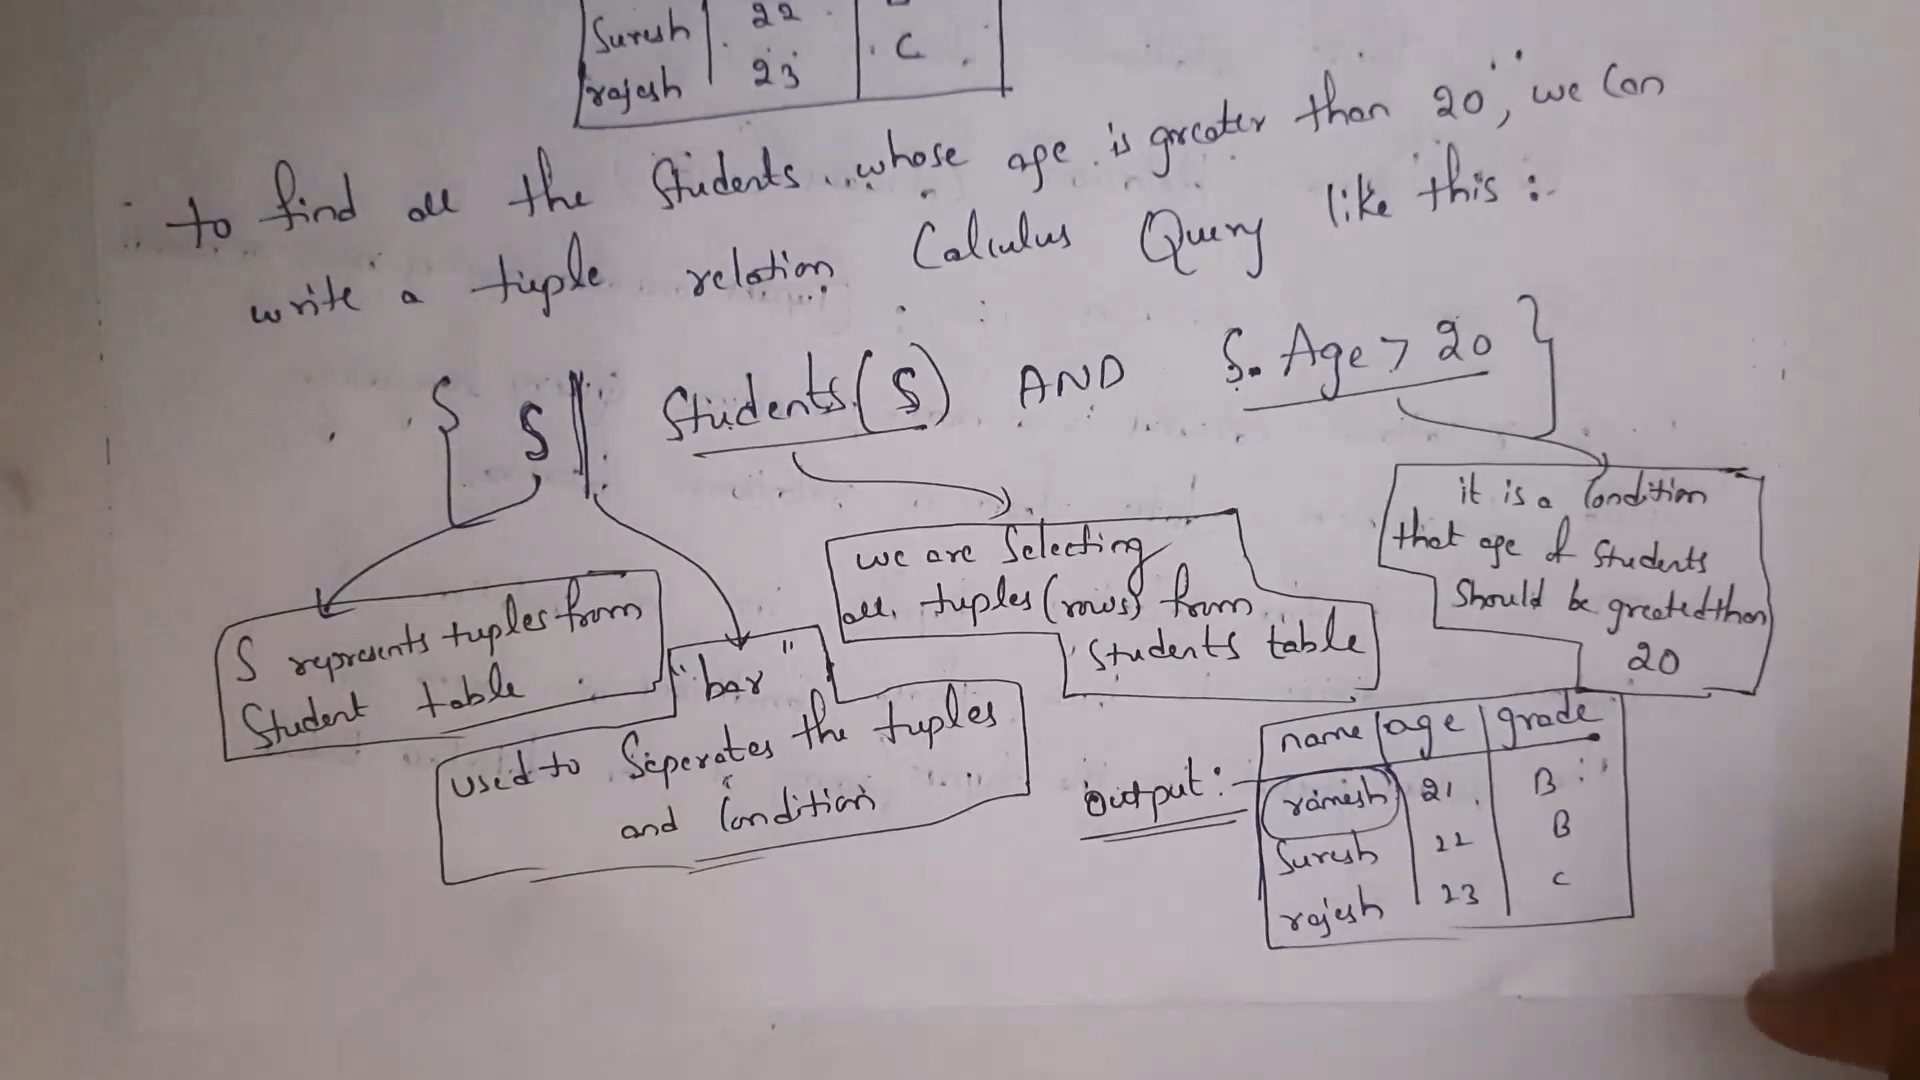 Suresh 22
rajesh 23 C
to find all the Students whose age is greater than 20", we can
write a tuple relation Calculus Query like this :-
{ S | Students (S) AND S. Age > 20 }
S represents tuples from
Student table
"bar"
used to Seperates the tuples
and Condition
we are Selecting
all tuples (rows) from
Students table
it is a Condition
that age of Students
Should be greated than
20
Output :-
name age grade
ramesh 21 B
Suresh 22 B
rajesh 23 C